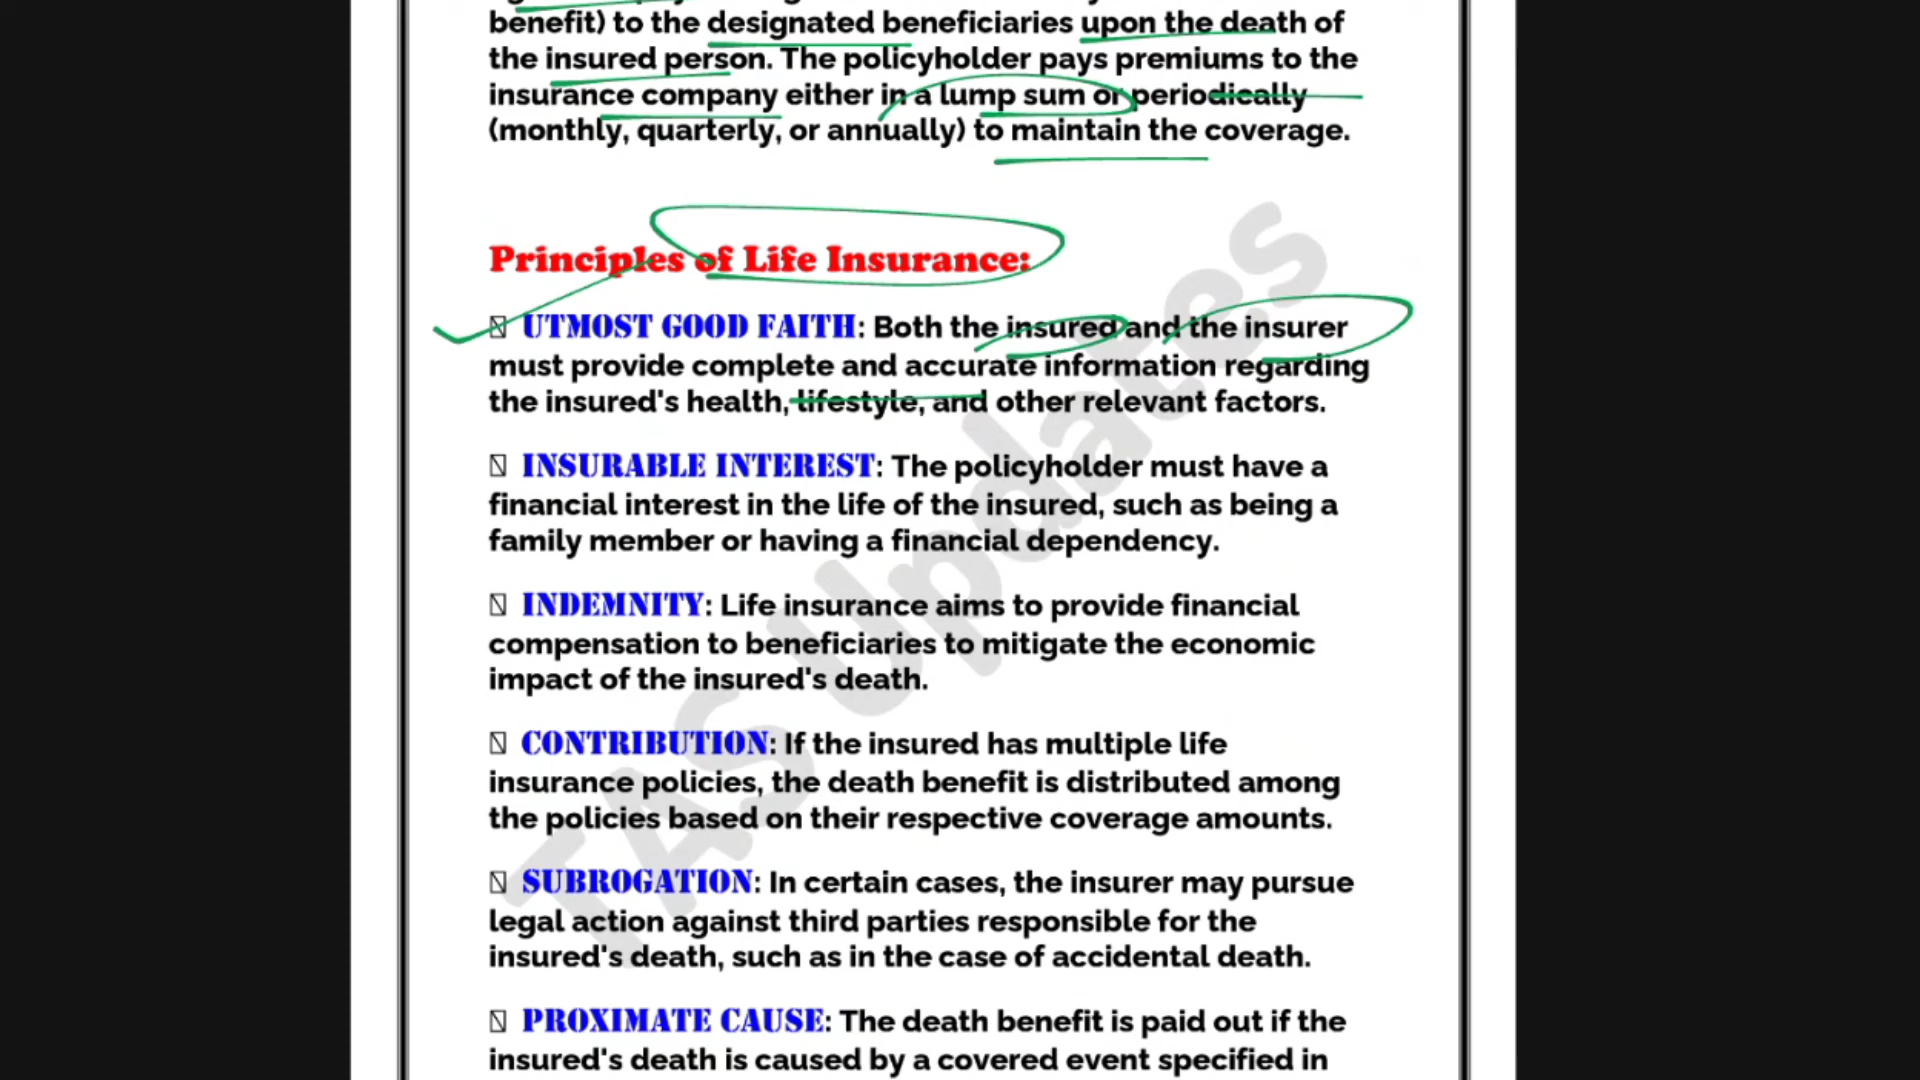 benefit) to the designated beneficiaries upon the death of
the insured person. The policyholder pays premiums to the
insurance company either in a lump sum or periodically
(monthly, quarterly, or annually) to maintain the coverage.
Principles of Life Insurance:
UTMOST GOOD FAITH: Both the insured and the insurer
must provide complete and accurate information regarding
the insured's health, lifestyle, and other relevant factors.
INSURABLE INTEREST: The policyholder must have a
financial interest in the life of the insured, such as being a
family member or having a financial dependency.
INDEMNITY: Life insurance aims to provide financial
compensation to beneficiaries to mitigate the economic
impact of the insured's death.
CONTRIBUTION: If the insured has multiple life
insurance policies, the death benefit is distributed among
the policies based on their respective coverage amounts.
SUBROGATION: In certain cases, the insurer may pursue
legal action against third parties responsible for the
insured's death, such as in the case of accidental death.
PROXIMATE CAUSE: The death benefit is paid out if the
insured's death is caused by a covered event specified in
TAS Updates